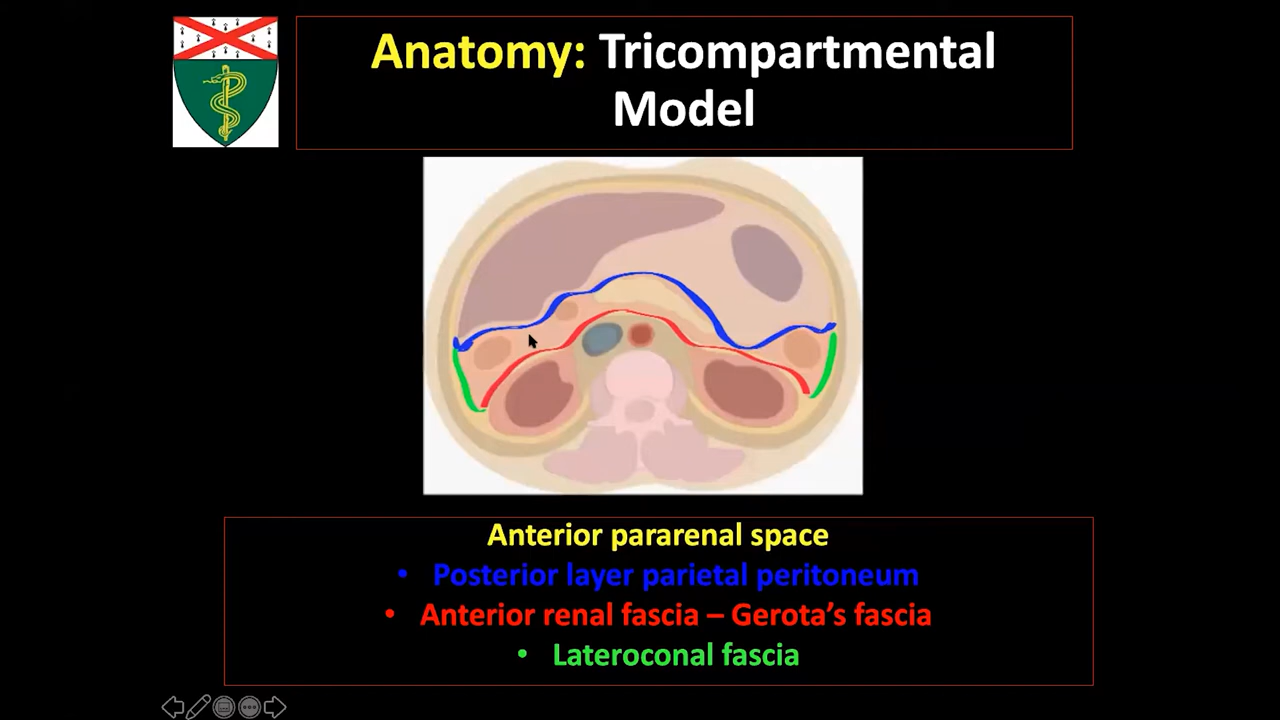 Anatomy: Tricompartmental
Model
Anterior pararenal space
• Posterior layer parietal peritoneum
• Anterior renal fascia – Gerota’s fascia
• Lateroconal fascia